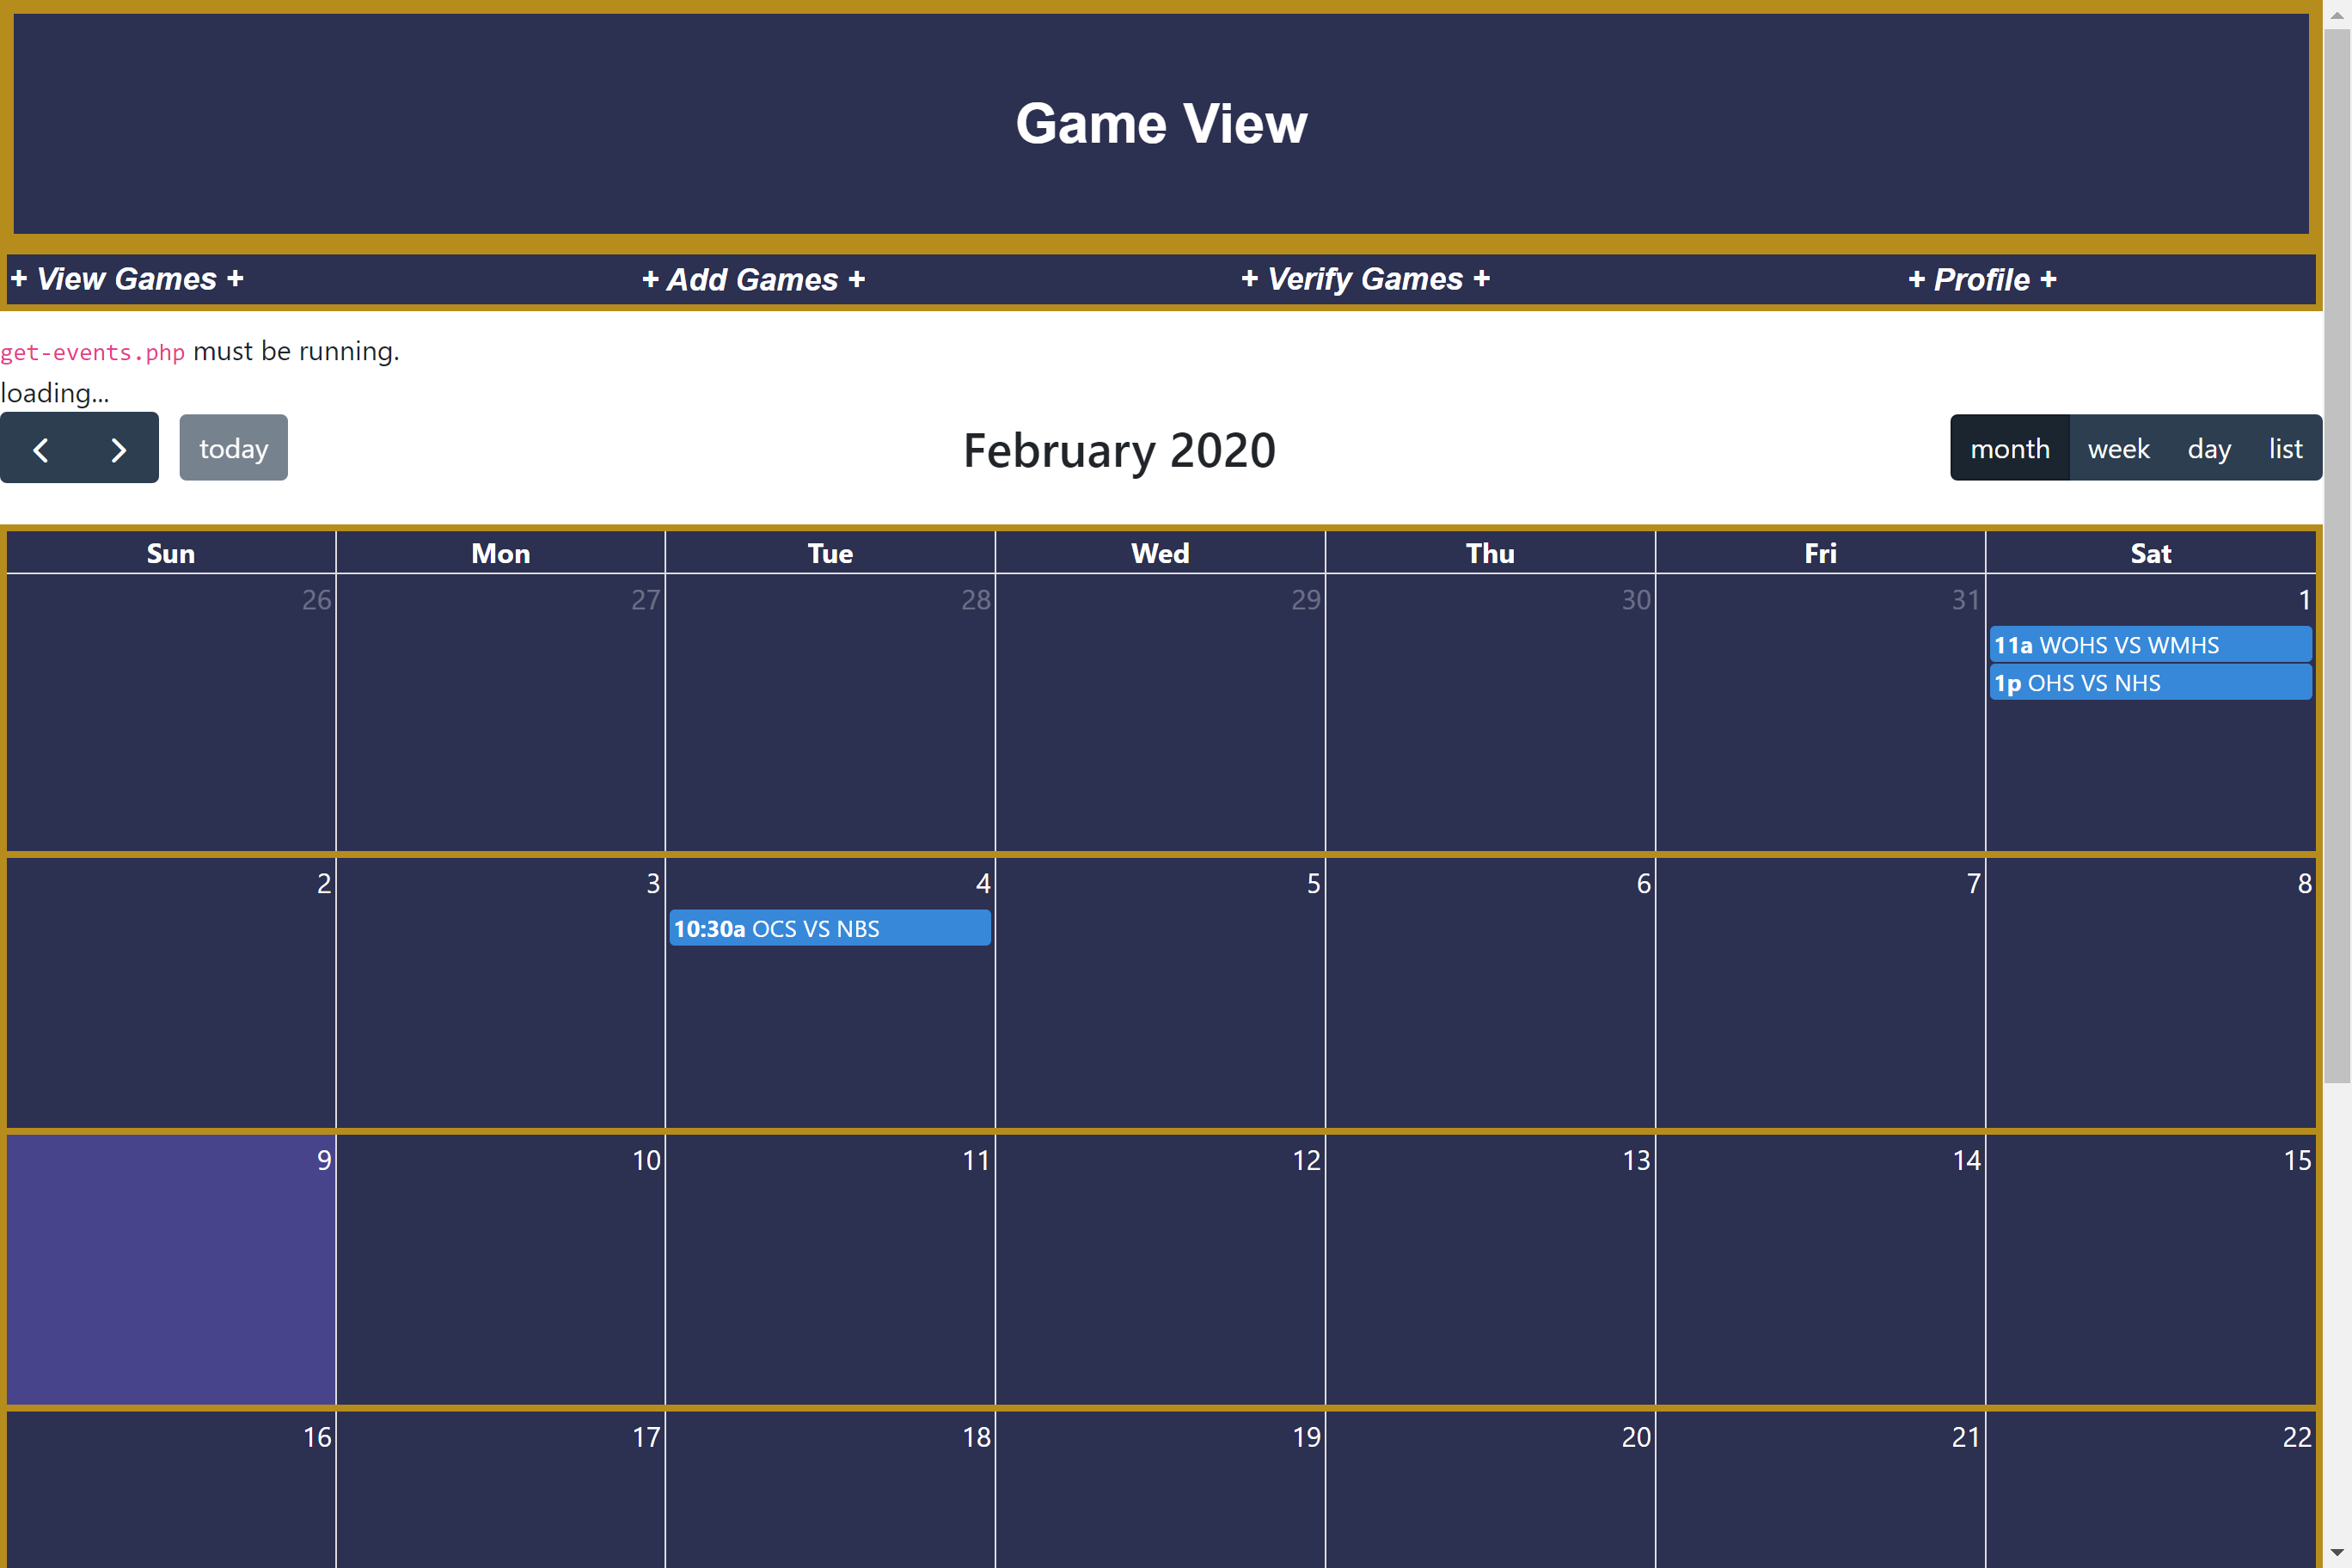 Game View
+ View Games + + Add Games + + Verify Games + + Profile +
get-events.php must be running.
loading...
today February 2020 month week day list
Sun Mon Tue Wed Thu Fri Sat
26 27 28 29 30 31 1
11a WOHS VS WMHS
1p OHS VS NHS
2 3 4 5 6 7 8
10:30a OCS VS NBS
9 10 11 12 13 14 15
16 17 18 19 20 21 22